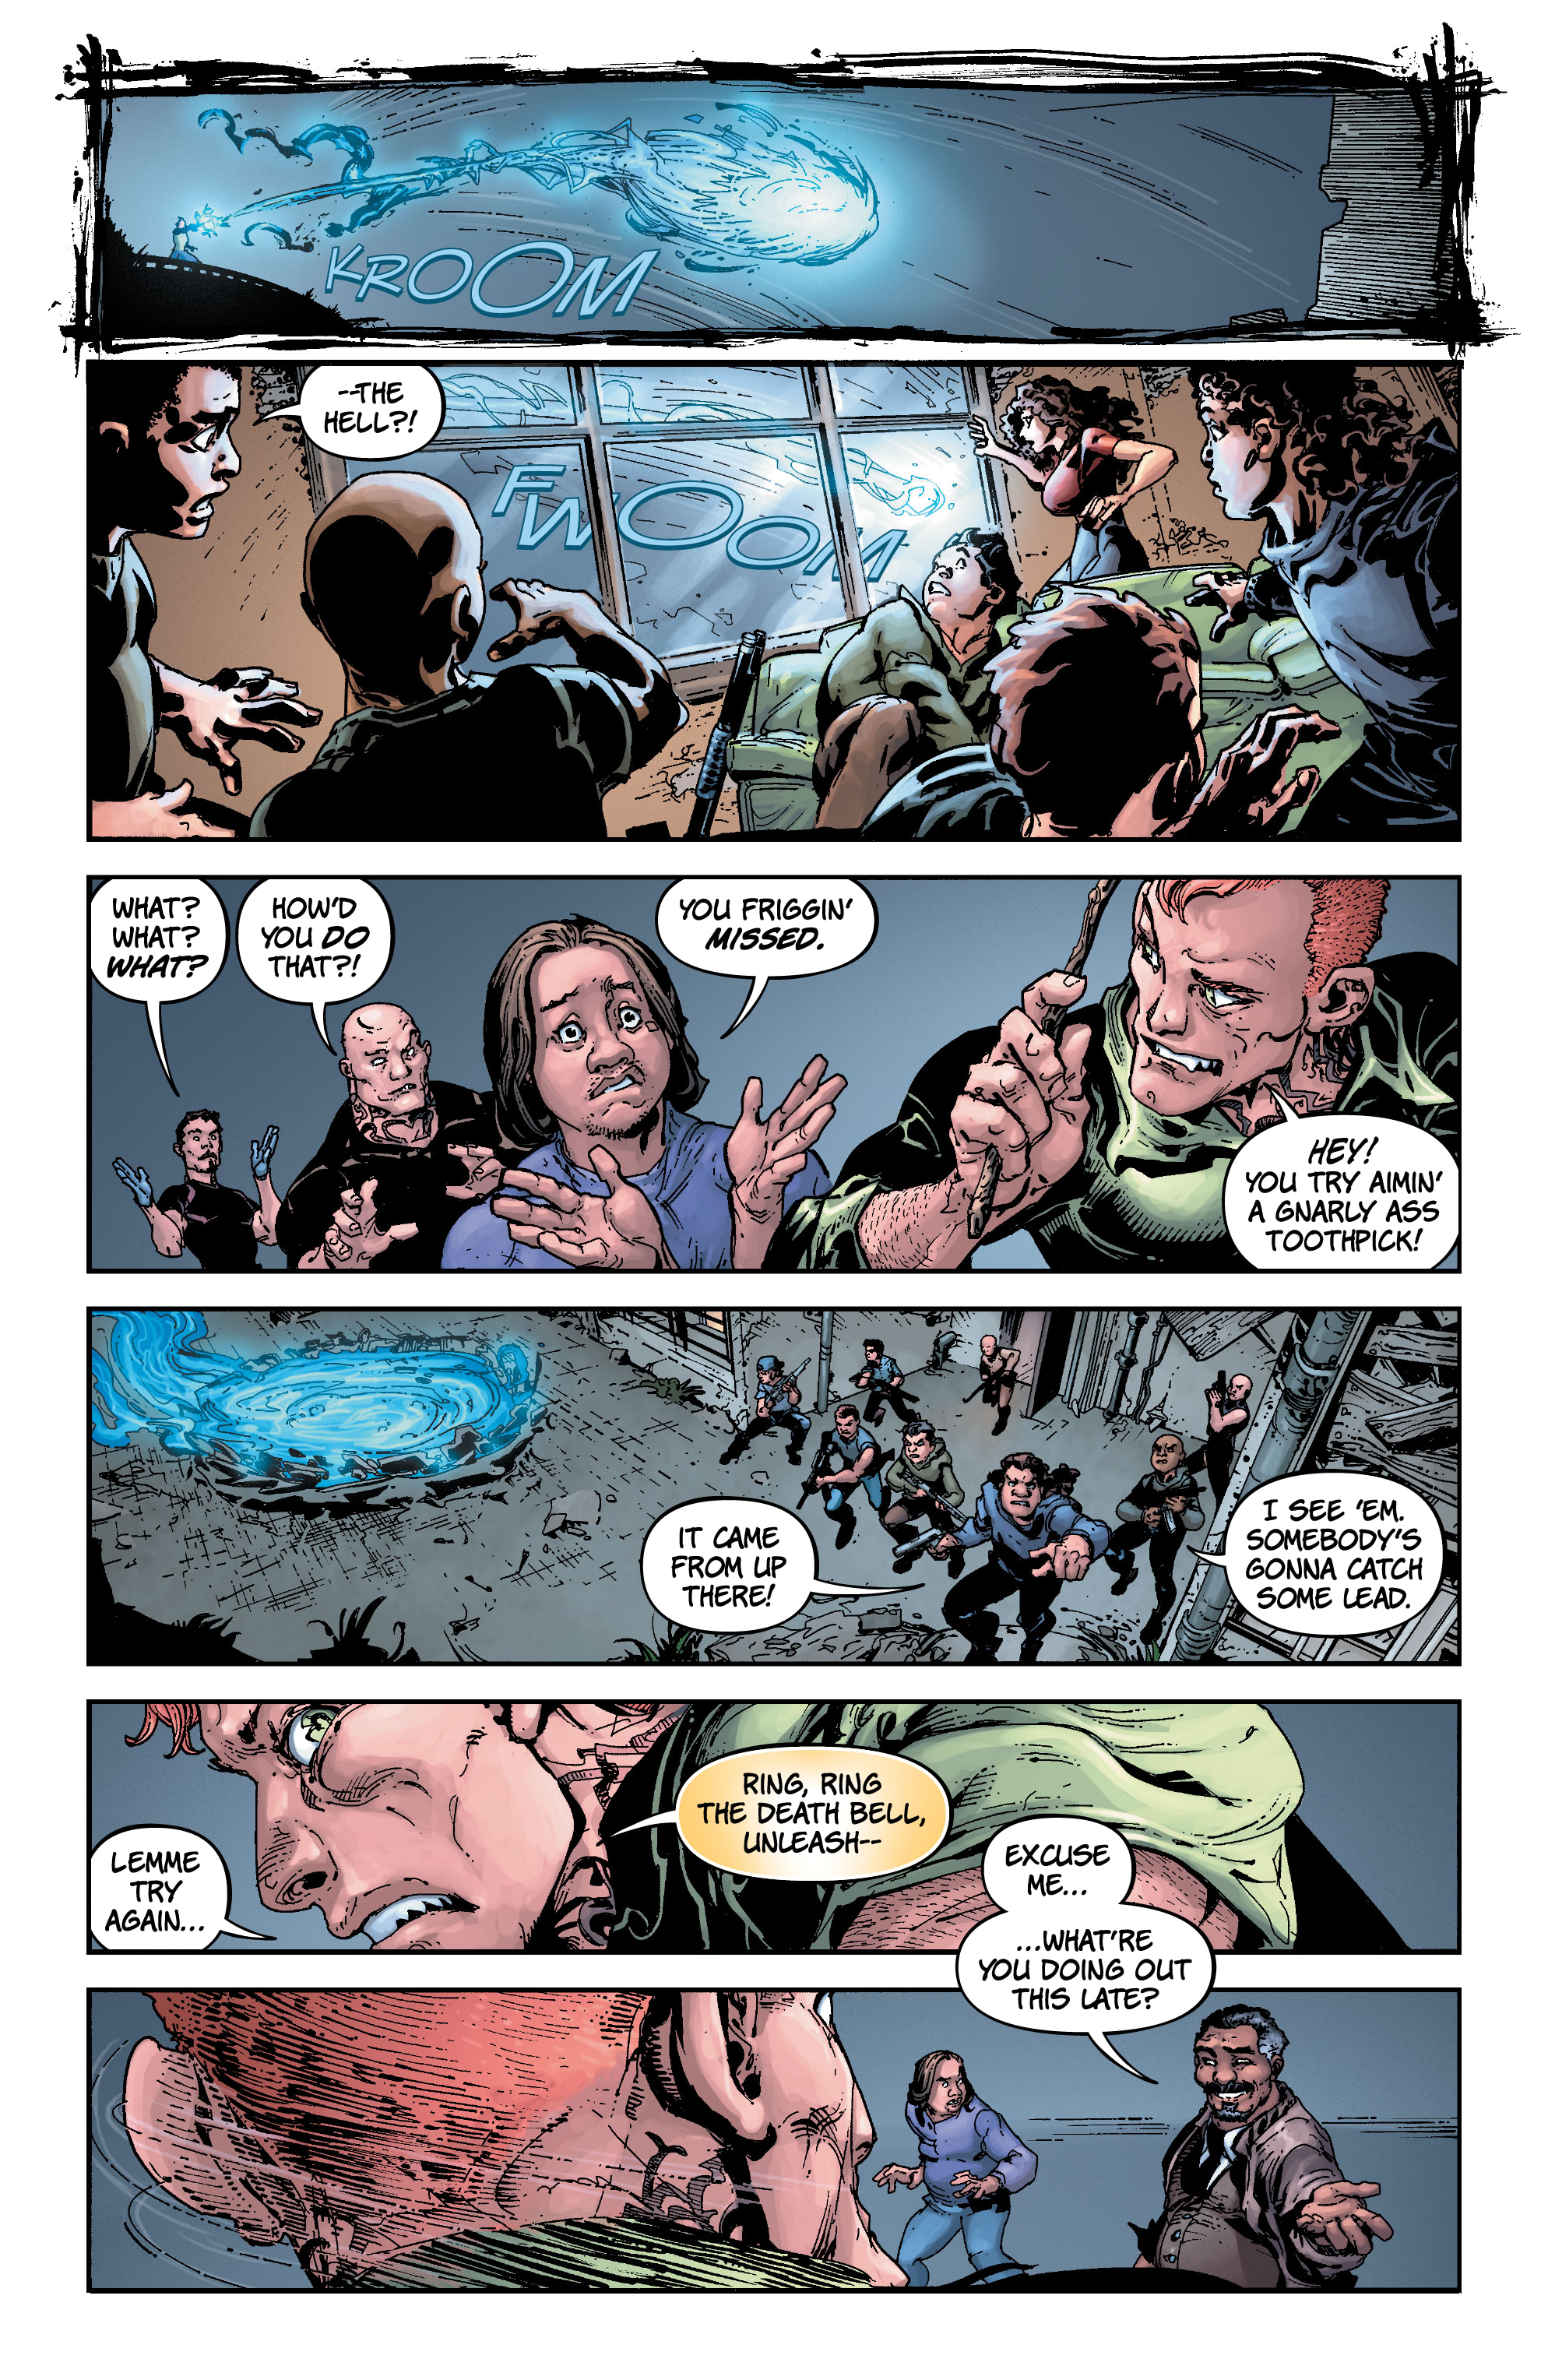 KROOM
--THE
HELL?!
FWOOM
WHAT?
WHAT?
WHAT?
HOW'D
YOU DO
THAT?!
YOU FRIGGIN'
MISSED.
HEY!
YOU TRY AIMIN'
A GNARLY ASS
TOOTHPICK!
IT CAME
FROM UP
THERE!
I SEE 'EM.
SOMEBODY'S
GONNA CATCH
SOME LEAD.
LEMME
TRY
AGAIN...
RING, RING
THE DEATH BELL,
UNLEASH--
EXCUSE
ME...
...WHAT'RE
YOU DOING OUT
THIS LATE?